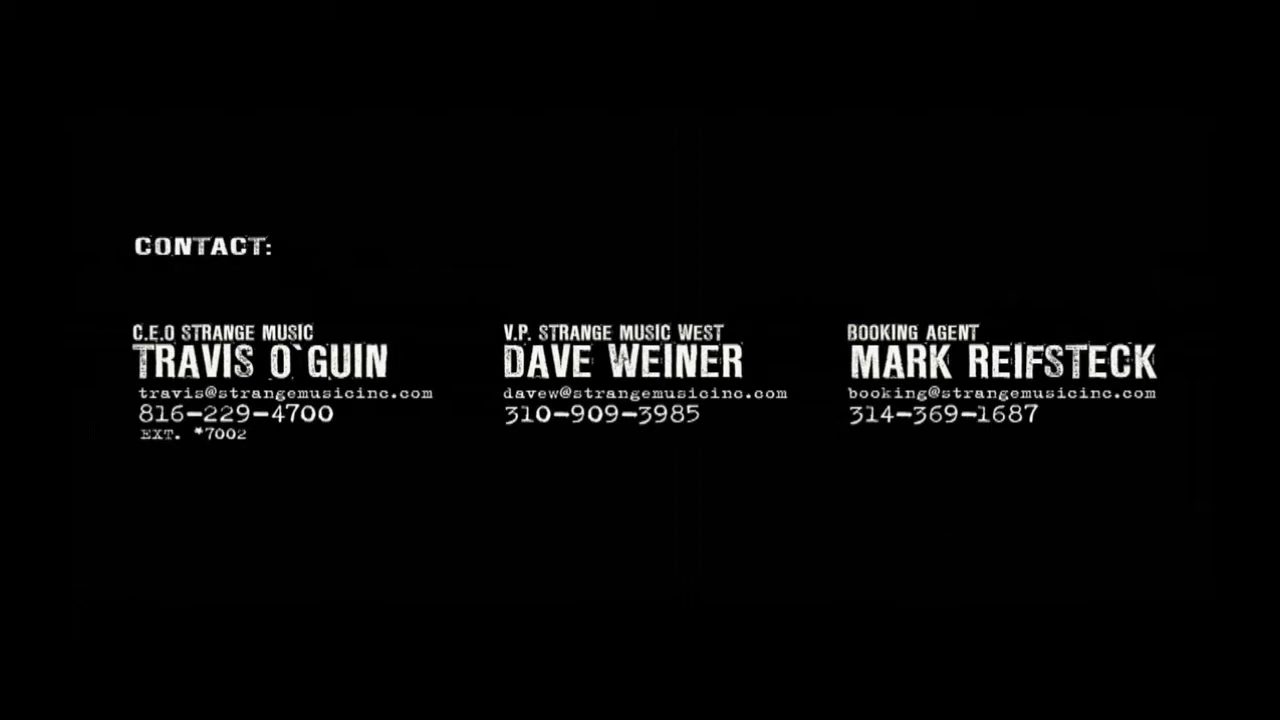 CONTACT:
C.E.O STRANGE MUSIC
TRAVIS O`GUIN
travis@strangemusicinc.com
816-229-4700
EXT. *7002
V.P. STRANGE MUSIC WEST
DAVE WEINER
davew@strangemusicinc.com
310-909-3985
BOOKING AGENT
MARK REIFSTECK
booking@strangemusicinc.com
314-369-1687